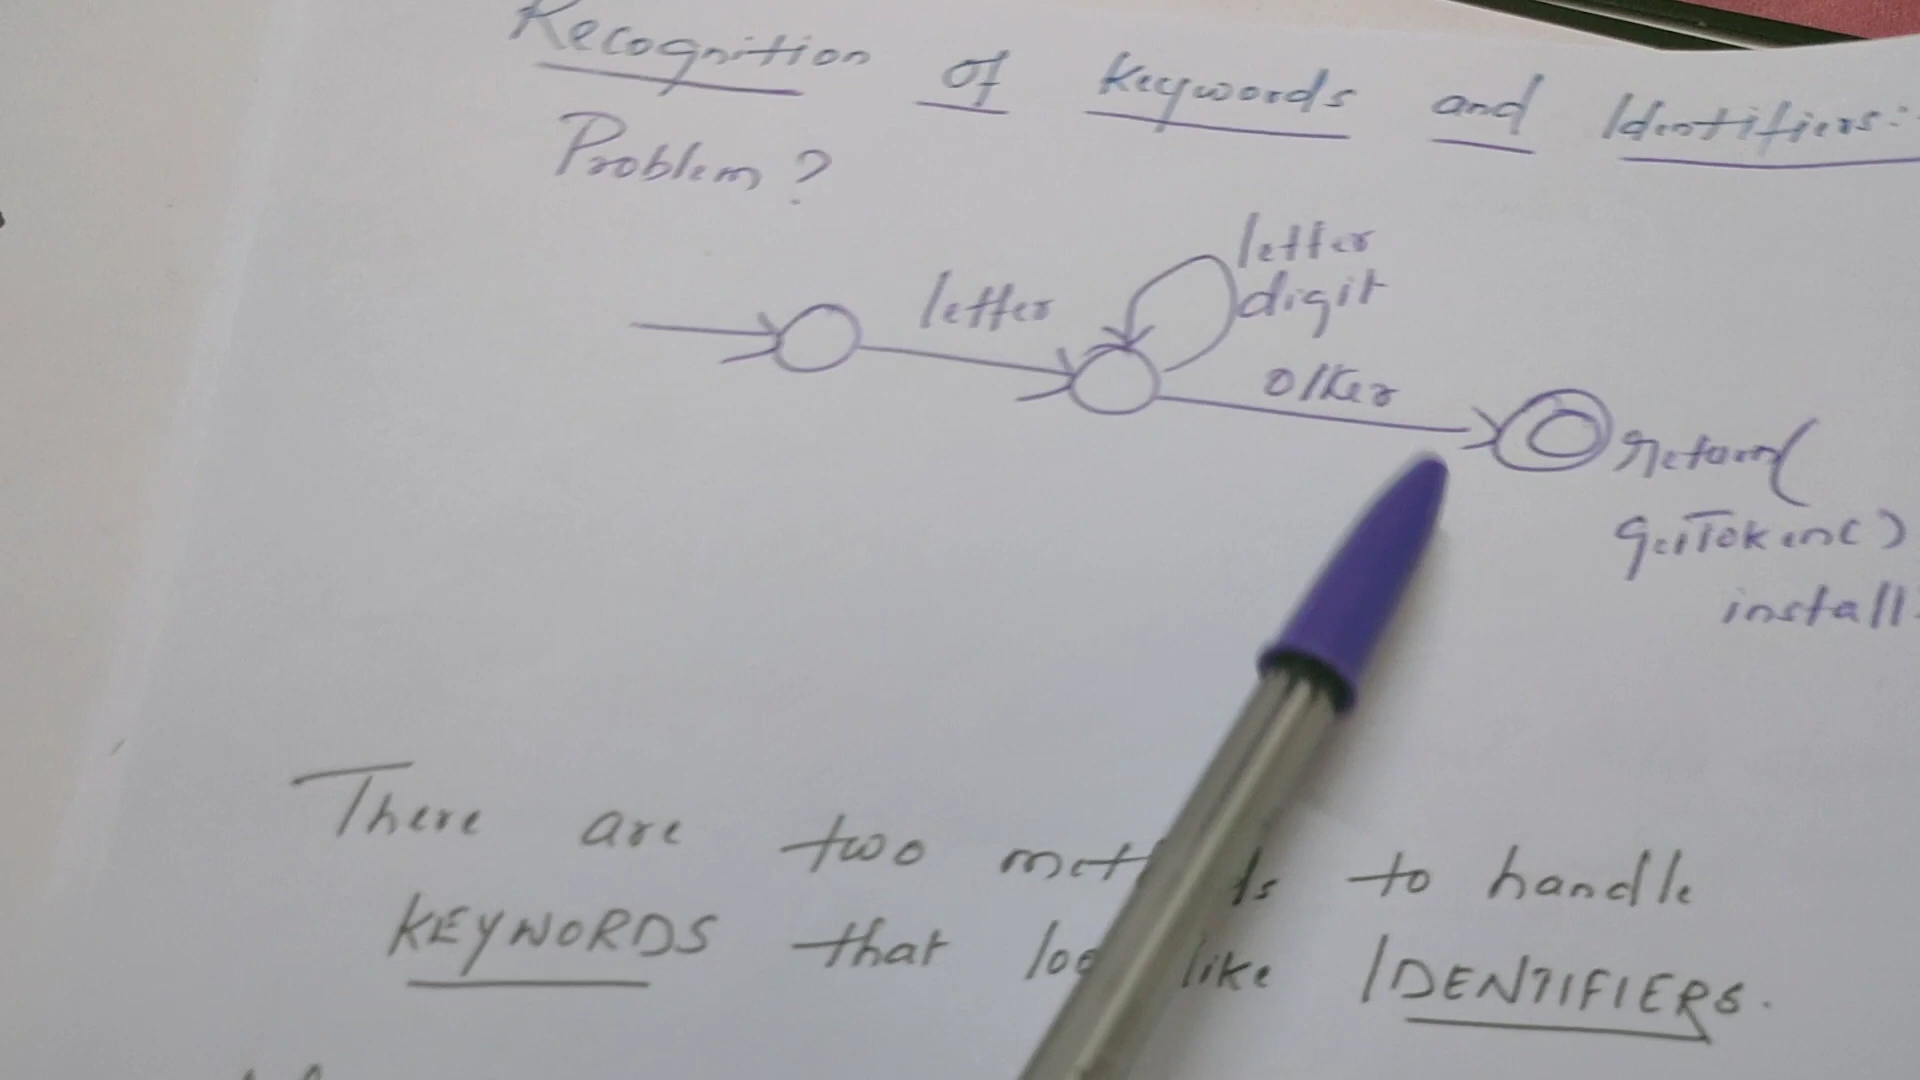 Recognition of Keywords and Identifiers:-
Problem?
letter
letter
digit
other
return(
getToken()
install
There are two to handle
KEYWORDS that like IDENTIFIERS.